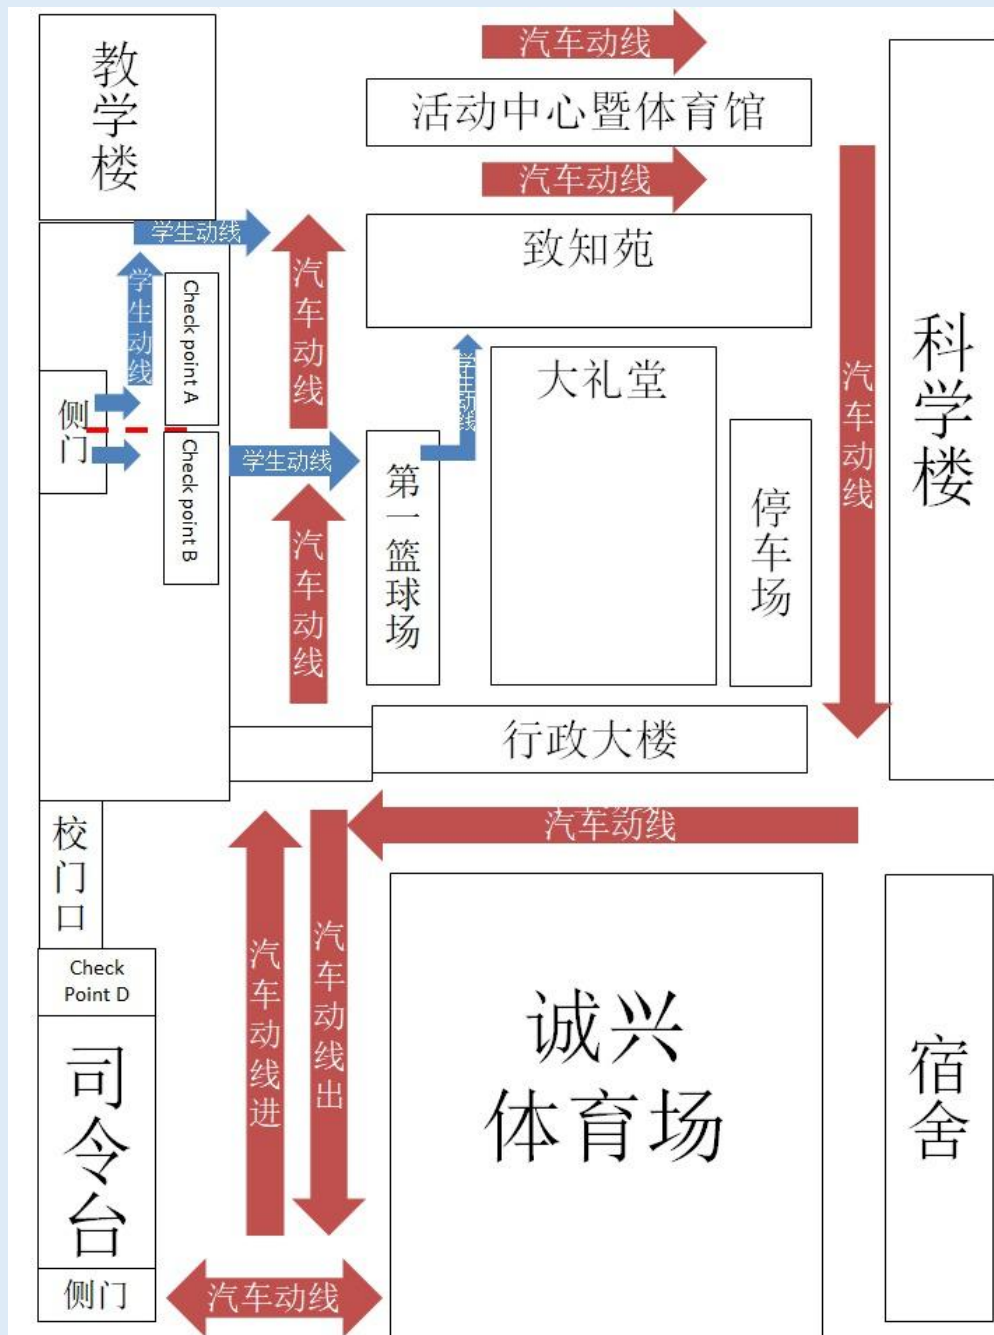 教学楼
汽车动线
活动中心暨体育馆
汽车动线
致知苑
学生动线
学生动线
Check point A
汽车动线
侧门
Check point B
学生动线
学生动线
第一篮球场
大礼堂
停车场
汽车动线
科学楼
汽车动线
行政大楼
汽车动线
校门口
Check
Point D
司令台
侧门
汽车动线进
汽车动线出
汽车动线
诚兴
体育场
宿舍